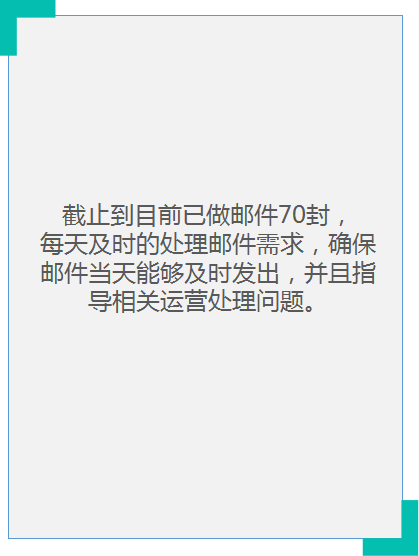 截止到目前已做邮件70封，
每天及时的处理邮件需求，确保
邮件当天能够及时发出，并且指
导相关运营处理问题。